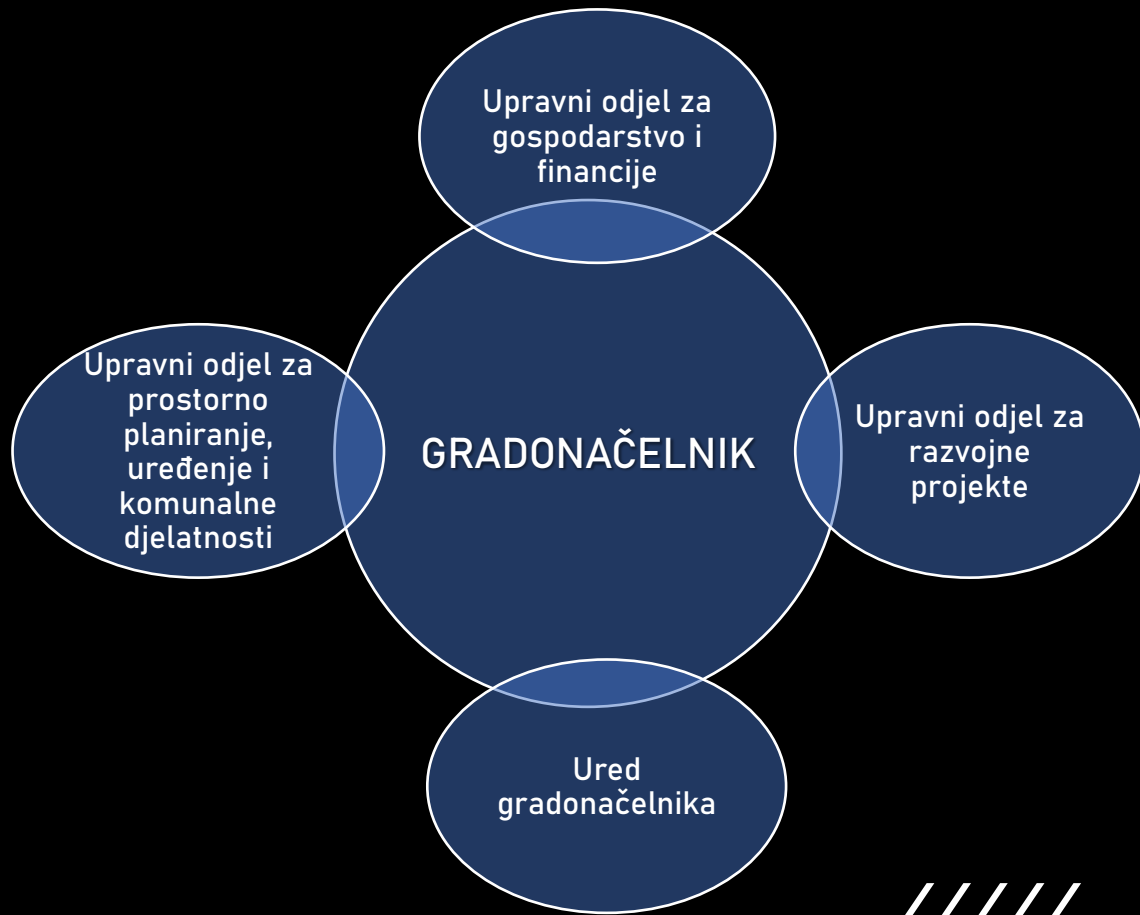 Upravni odjel za
gospodarstvo i
financije
Upravni odjel za
prostorno
planiranje,
uređenje i
komunalne
djelatnosti
GRADONAČELNIK
Upravni odjel za
razvojne
projekte
Ured
gradonačelnika